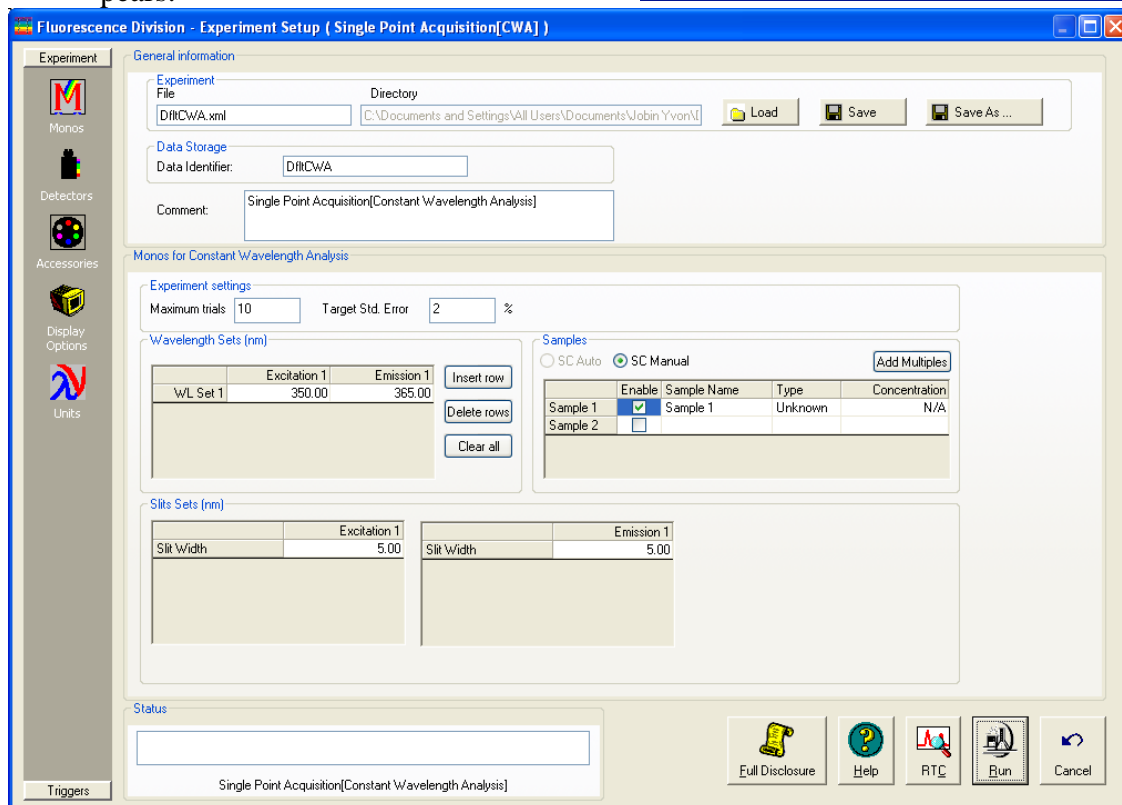 pears.
Fluorescence Division - Experiment Setup ( Single Point Acquisition[CWA] )
Experiment
General information
Experiment
File Directory
DfltCWA.xml C:\Documents and Settings\All Users\Documents\Jobin Yvon\ Load Save Save As ...
Monos
Data Storage
Data Identifier: DfltCWA
Detectors
Comment: Single Point Acquisition[Constant Wavelength Analysis]
Accessories
Monos for Constant Wavelength Analysis
Experiment settings
Maximum trials 10 Target Std. Error 2 %
Display
Options
Wavelength Sets (nm)
Excitation 1 Emission 1
WL Set 1 350.00 365.00
Insert row
Delete rows
Clear all
Samples
SC Auto SC Manual Add Multiples
Enable Sample Name Type Concentration
Sample 1 Sample 1 Unknown N/A
Sample 2
Units
Slits Sets (nm)
Excitation 1
Slit Width 5.00
Emission 1
Slit Width 5.00
Status
Single Point Acquisition[Constant Wavelength Analysis]
Full Disclosure Help RTC Run Cancel
Triggers